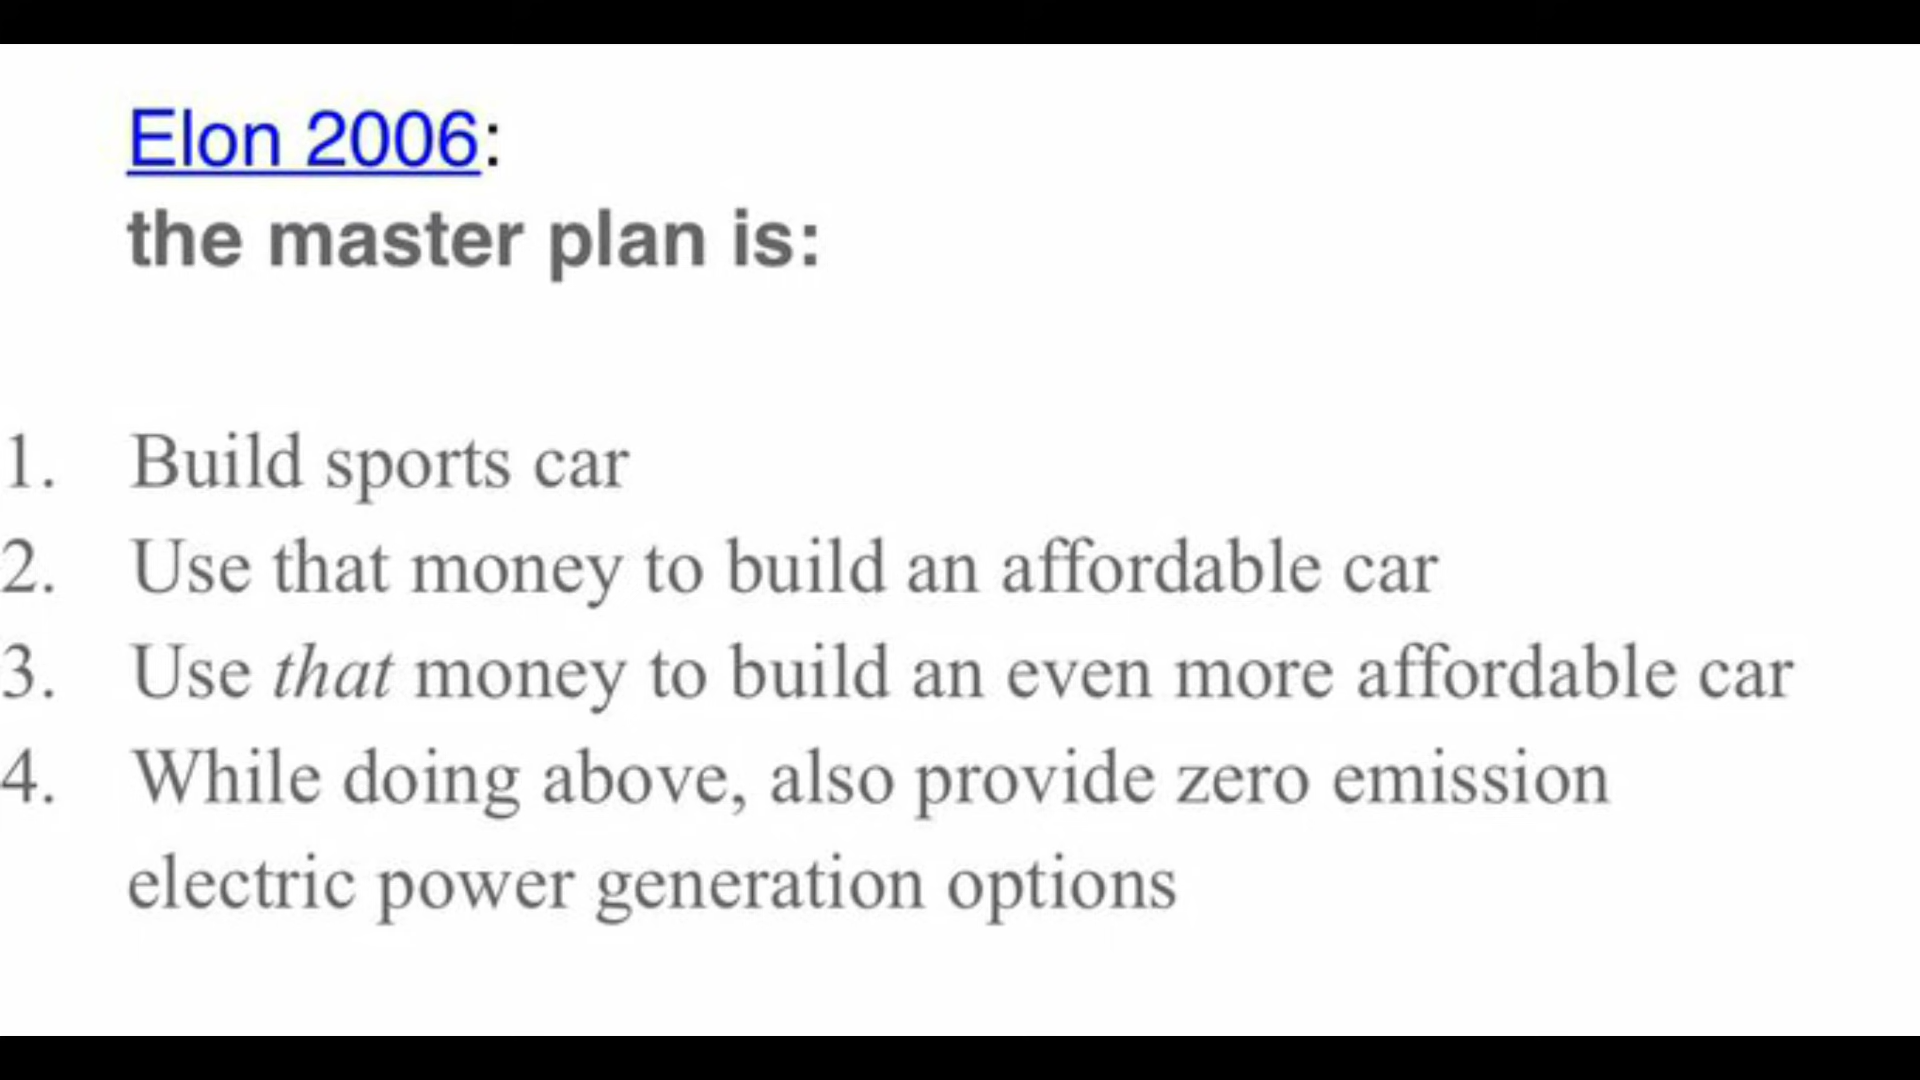 Elon 2006:
the master plan is:
1. Build sports car
2. Use that money to build an affordable car
3. Use that money to build an even more affordable car
4. While doing above, also provide zero emission
electric power generation options